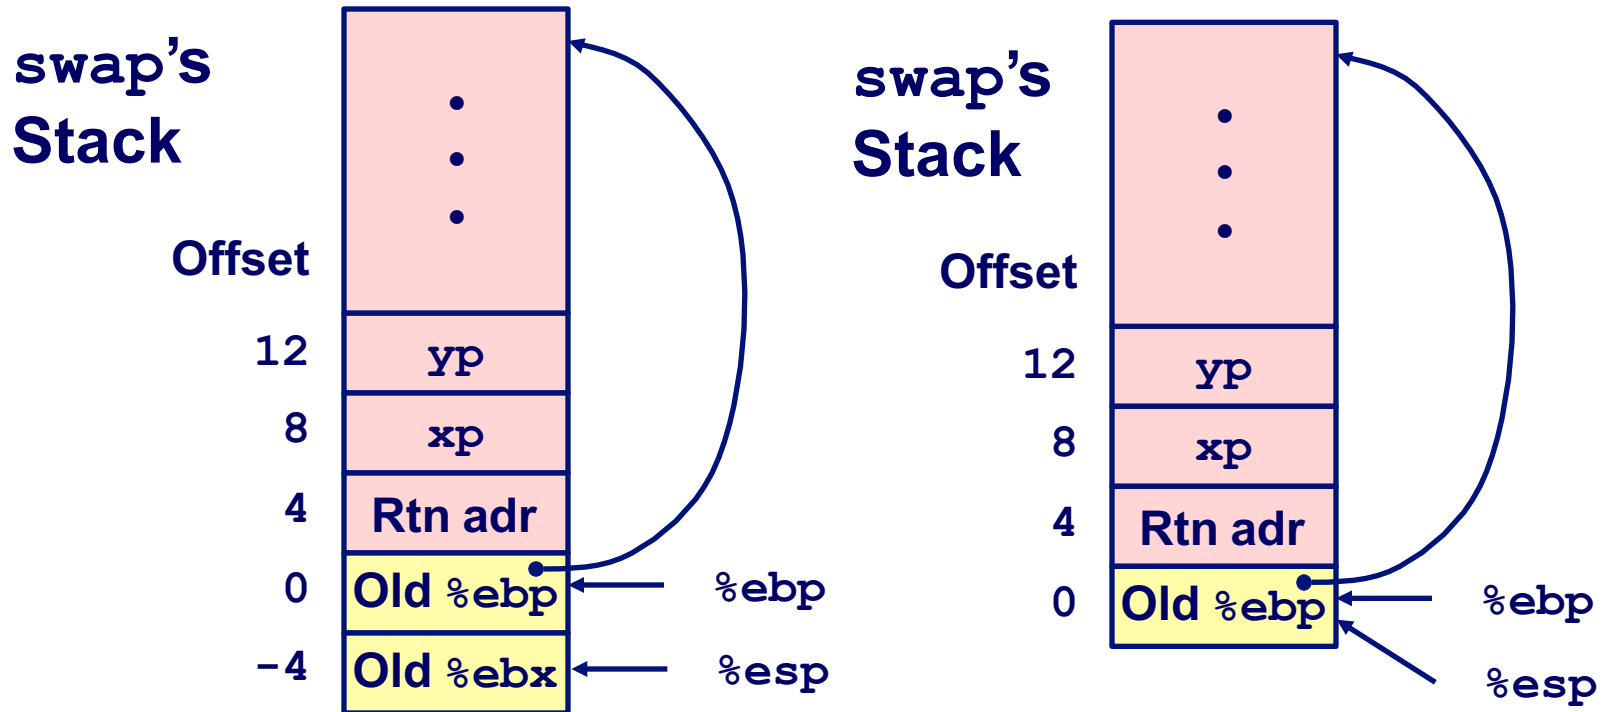 swap’s
Stack
Offset
12 yp
8 xp
4 Rtn adr
0 Old %ebp %ebp
-4 Old %ebx %esp
swap’s
Stack
Offset
12 yp
8 xp
4 Rtn adr
0 Old %ebp %ebp
%esp